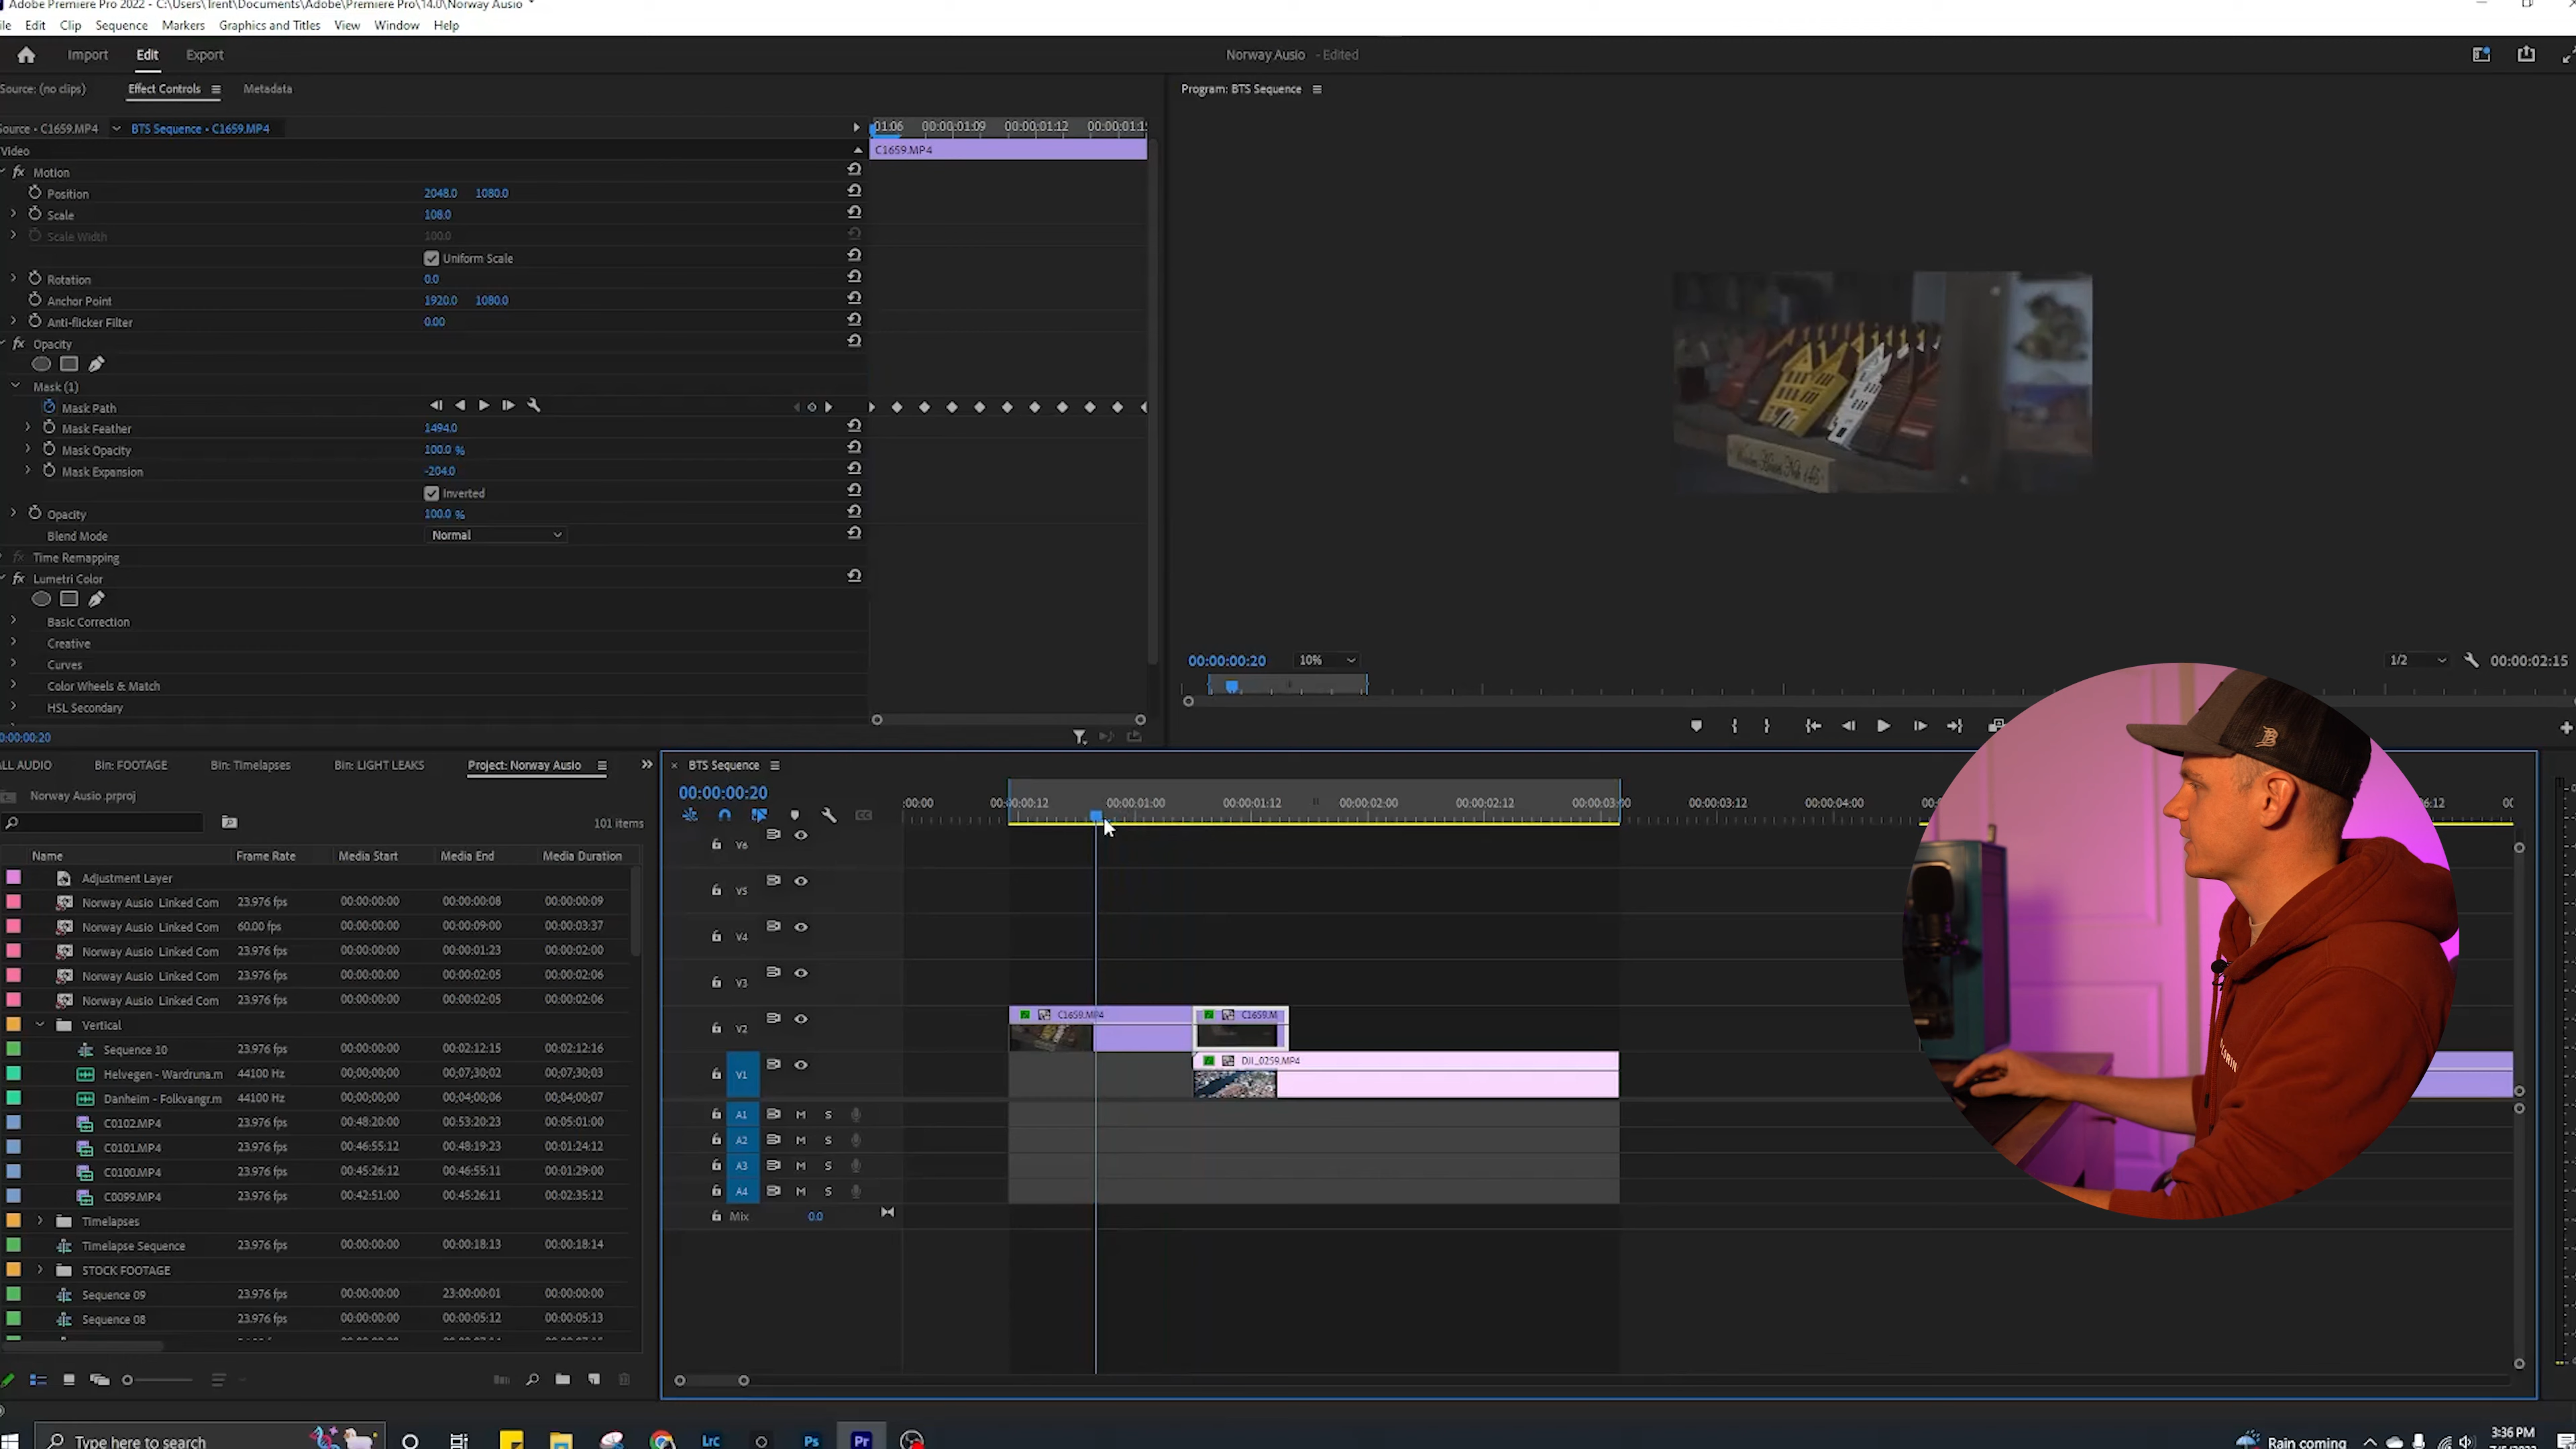 Adobe Premiere Pro 2022 - C:\Users\Trent\Documents\Adobe\Premiere Pro\14.0\Norway Ausio *
Edit Clip Sequence Markers Graphics and Titles View Window Help
Import Edit Export
Norway Ausio - Edited
Source: (no clips) Effect Controls Metadata
Program: BTS Sequence
Source • C1659.MP4 BTS Sequence • C1659.MP4
01:06 00:00:01:09 00:00:01:12
C1659.MP4
Video
fx Motion
Position 2048.0 1080.0
Scale 108.0
Scale Width 100.0
Uniform Scale
Rotation 0.0
Anchor Point 1920.0 1080.0
Anti-flicker Filter 0.00
fx Opacity
Mask (1)
Mask Path
Mask Feather 1494.0
Mask Opacity 100.0 %
Mask Expansion -204.0
Inverted
Opacity 100.0 %
Blend Mode Normal
fx Time Remapping
fx Lumetri Color
Basic Correction
Creative
Curves
Color Wheels & Match
HSL Secondary
00:00:00:20
00:00:00:20 10% 1/2 00:00:02:15
ALL AUDIO Bin: FOOTAGE Bin: Timelapses Bin: LIGHT LEAKS Project: Norway Ausio
Norway Ausio .prproj
101 items
Name Frame Rate Media Start Media End Media Duration
Adjustment Layer
Norway Ausio Linked Com 23.976 fps 00:00:00:00 00:00:00:08 00:00:00:09
Norway Ausio Linked Com 60.00 fps 00:00:00:00 00:00:09:00 00:00:03:37
Norway Ausio Linked Com 23.976 fps 00:00:00:00 00:00:01:23 00:00:02:00
Norway Ausio Linked Com 23.976 fps 00:00:00:00 00:00:02:05 00:00:02:06
Norway Ausio Linked Com 23.976 fps 00:00:00:00 00:00:02:05 00:00:02:06
Vertical
Sequence 10 23.976 fps 00:00:00:00 00:02:12:15 00:02:12:16
Helvegen - Wardruna.m 44100 Hz 00;00;00;00 00;07;30;02 00;07;30;03
Danheim - Folkvangr.m 44100 Hz 00;00;00;00 00;04;00;06 00;04;00;07
C0102.MP4 23.976 fps 00:48:20:00 00:53:20:23 00:05:01:00
C0101.MP4 23.976 fps 00:46:55:12 00:48:19:23 00:01:24:12
C0100.MP4 23.976 fps 00:45:26:12 00:46:55:11 00:01:29:00
C0099.MP4 23.976 fps 00:42:51:00 00:45:26:11 00:02:35:12
Timelapses
Timelapse Sequence 23.976 fps 00:00:00:00 00:00:18:13 00:00:18:14
STOCK FOOTAGE
Sequence 09 23.976 fps 00:00:00:00 23:00:00:01 00:00:00:00
Sequence 08 23.976 fps 00:00:00:00 00:00:05:12 00:00:05:13
× BTS Sequence
00:00:00:20
:00:00 00:00:00:12 00:00:01:00 00:00:01:12 00:00:02:00 00:00:02:12 00:00:03:00 00:00:03:12 00:00:04:00
V6
V5
V4
V3
V2 C1659.MP4 C1659.M
V1 DJI_0259.MP4
A1 M S
A2 M S
A3 M S
A4 M S
Mix 0.0
Type here to search
Lrc Ps Pr
Rain coming
3:36 PM